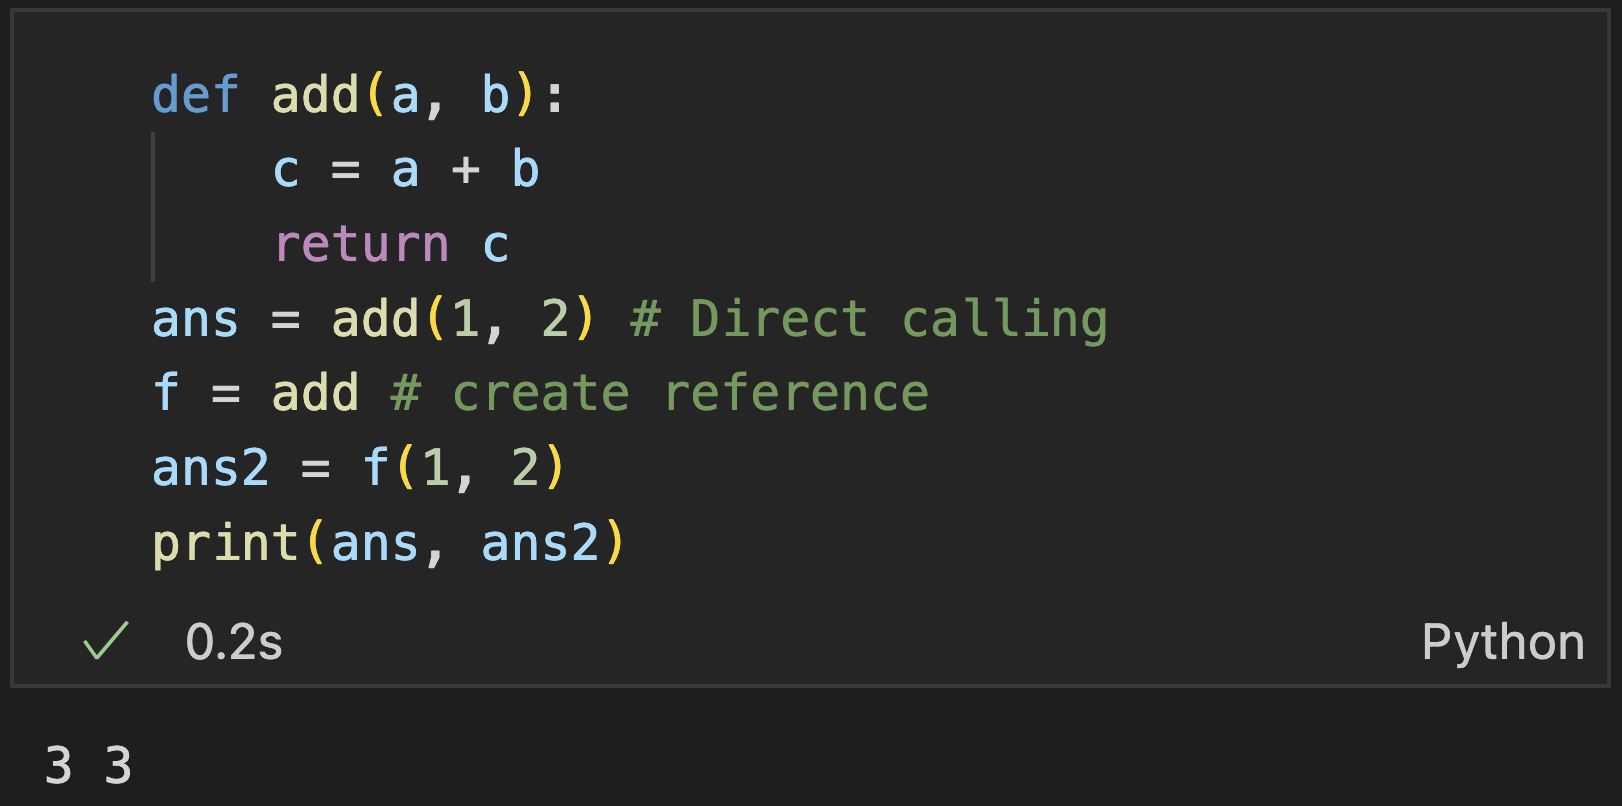 def add(a, b):
    c = a + b
    return c
ans = add(1, 2) # Direct calling
f = add # create reference
ans2 = f(1, 2)
print(ans, ans2)
0.2s
Python
3 3